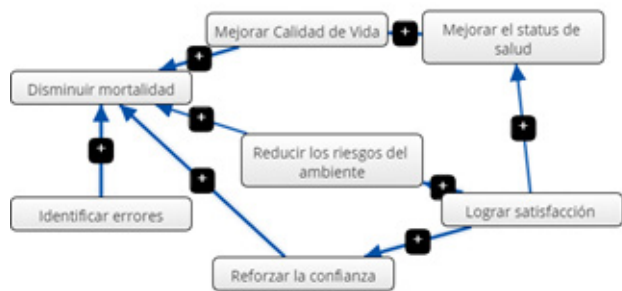 Mejorar Calidad de Vida
+
Mejorar el status de
salud
+
Disminuir mortalidad
+
+
+
Reducir los riesgos del
ambiente
+
+
+
Identificar errores
Lograr satisfacción
+
Reforzar la confianza